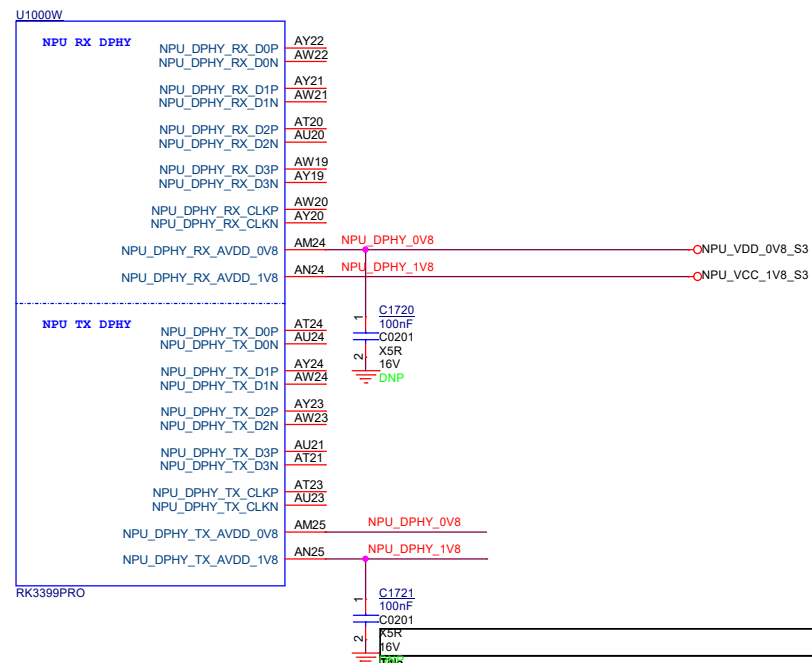 U1000W
NPU RX DPHY
NPU_DPHY_RX_D0P AY22
NPU_DPHY_RX_D0N AW22
NPU_DPHY_RX_D1P AY21
NPU_DPHY_RX_D1N AW21
NPU_DPHY_RX_D2P AT20
NPU_DPHY_RX_D2N AU20
NPU_DPHY_RX_D3P AW19
NPU_DPHY_RX_D3N AY19
NPU_DPHY_RX_CLKP AW20
NPU_DPHY_RX_CLKN AY20
NPU_DPHY_RX_AVDD_0V8 AM24 NPU_DPHY_0V8 NPU_VDD_0V8_S3
NPU_DPHY_RX_AVDD_1V8 AN24 NPU_DPHY_1V8 NPU_VCC_1V8_S3
1
C1720
100nF
C0201
X5R
2
16V
DNP
NPU TX DPHY
NPU_DPHY_TX_D0P AT24
NPU_DPHY_TX_D0N AU24
NPU_DPHY_TX_D1P AY24
NPU_DPHY_TX_D1N AW24
NPU_DPHY_TX_D2P AY23
NPU_DPHY_TX_D2N AW23
NPU_DPHY_TX_D3P AU21
NPU_DPHY_TX_D3N AT21
NPU_DPHY_TX_CLKP AT23
NPU_DPHY_TX_CLKN AU23
NPU_DPHY_TX_AVDD_0V8 AM25 NPU_DPHY_0V8
NPU_DPHY_TX_AVDD_1V8 AN25 NPU_DPHY_1V8
RK3399PRO
1
C1721
100nF
C0201
X5R
2
16V